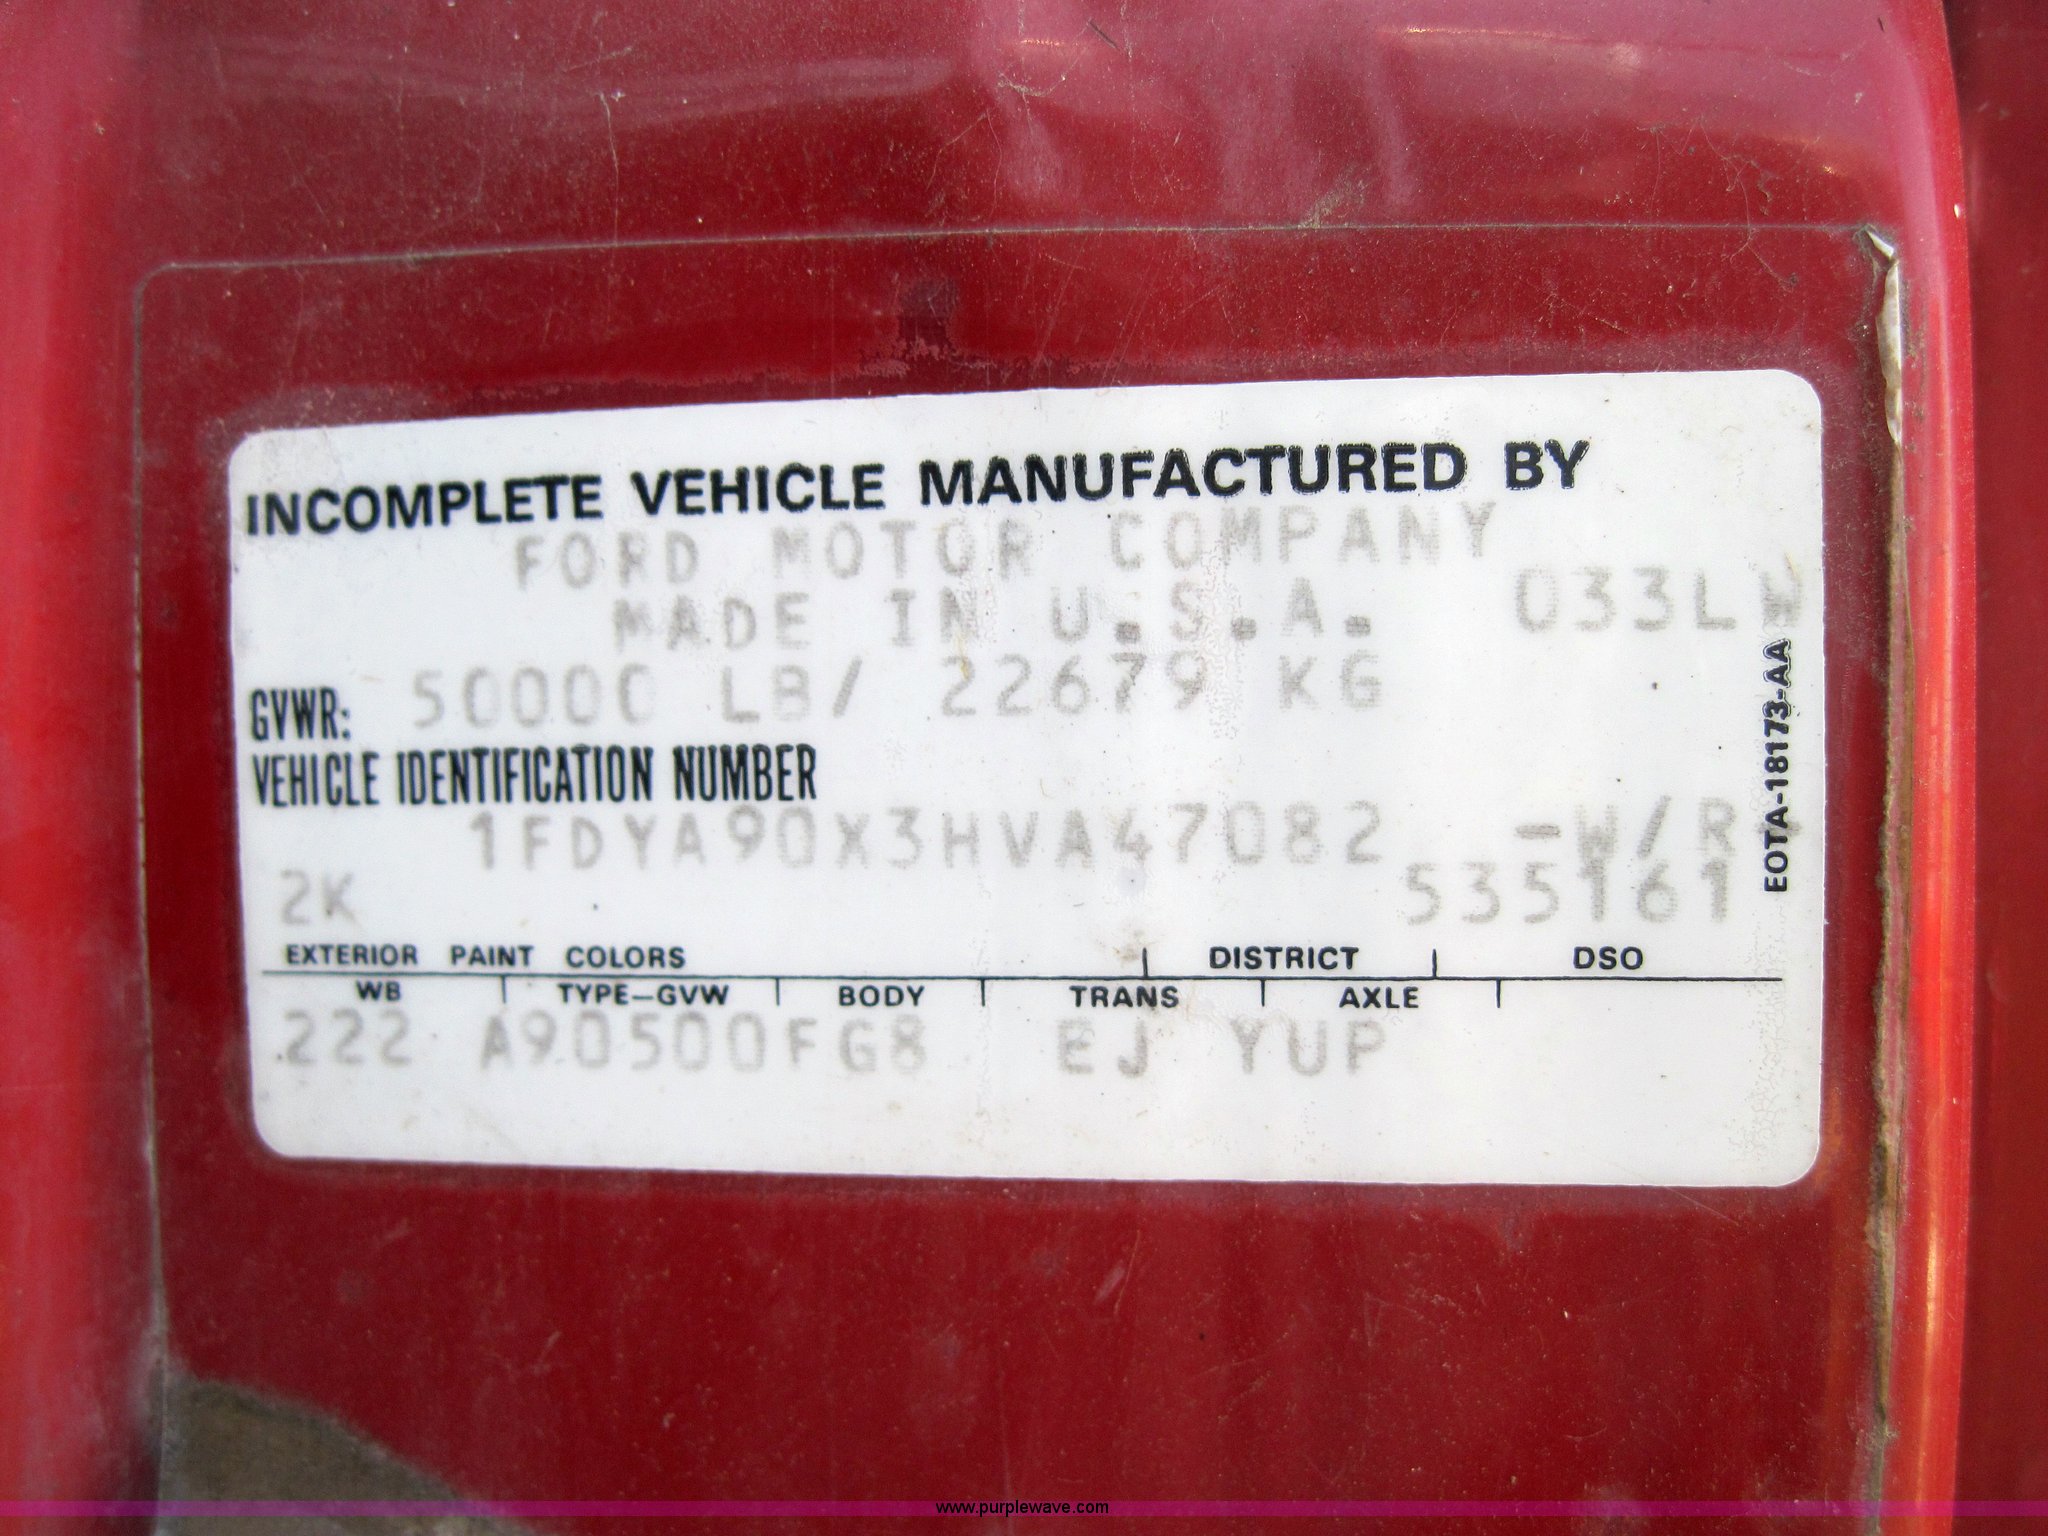 INCOMPLETE VEHICLE MANUFACTURED BY
FORD MOTOR COMPANY
MADE IN U.S.A. 033LW
GVWR: 50000 LB/ 22679 KG
VEHICLE IDENTIFICATION NUMBER
1FDYA90X3HVA47082 -W/R
2K 535161
EXTERIOR PAINT COLORS DISTRICT DSO
WB TYPE-GVW BODY TRANS AXLE
222 A90500FG8 EJ YUP
EOTA-18173-AA
www.purplewave.com